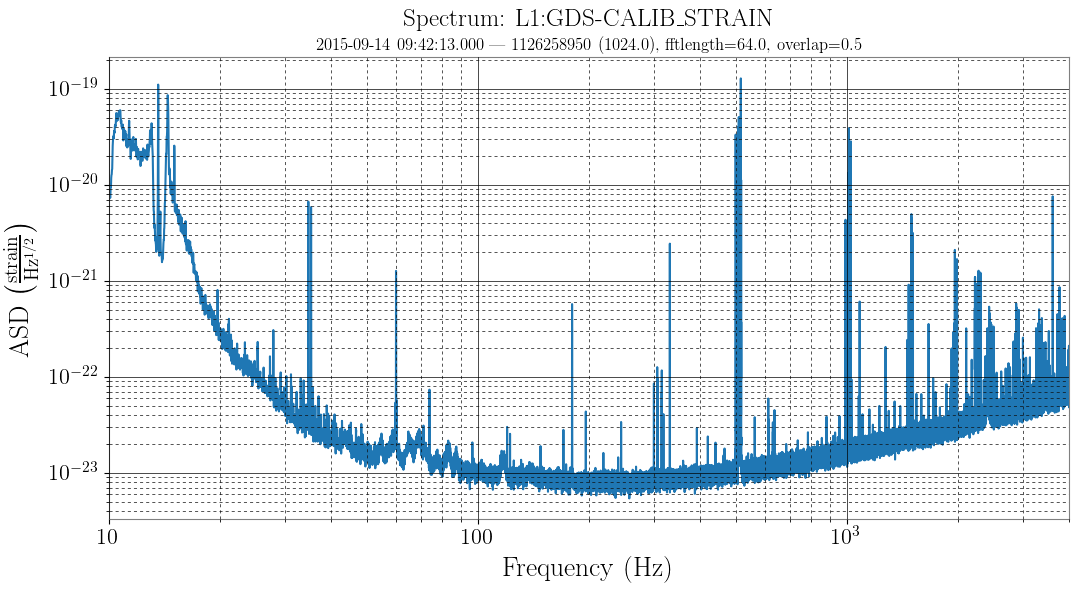 Spectrum: L1:GDS-CALIB_STRAIN
2015-09-14 09:42:13.000 — 1126258950 (1024.0), fftlength=64.0, overlap=0.5
ASD (strain/Hz^{1/2})
10^{-19}
10^{-20}
10^{-21}
10^{-22}
10^{-23}
10 100 10^3
Frequency (Hz)